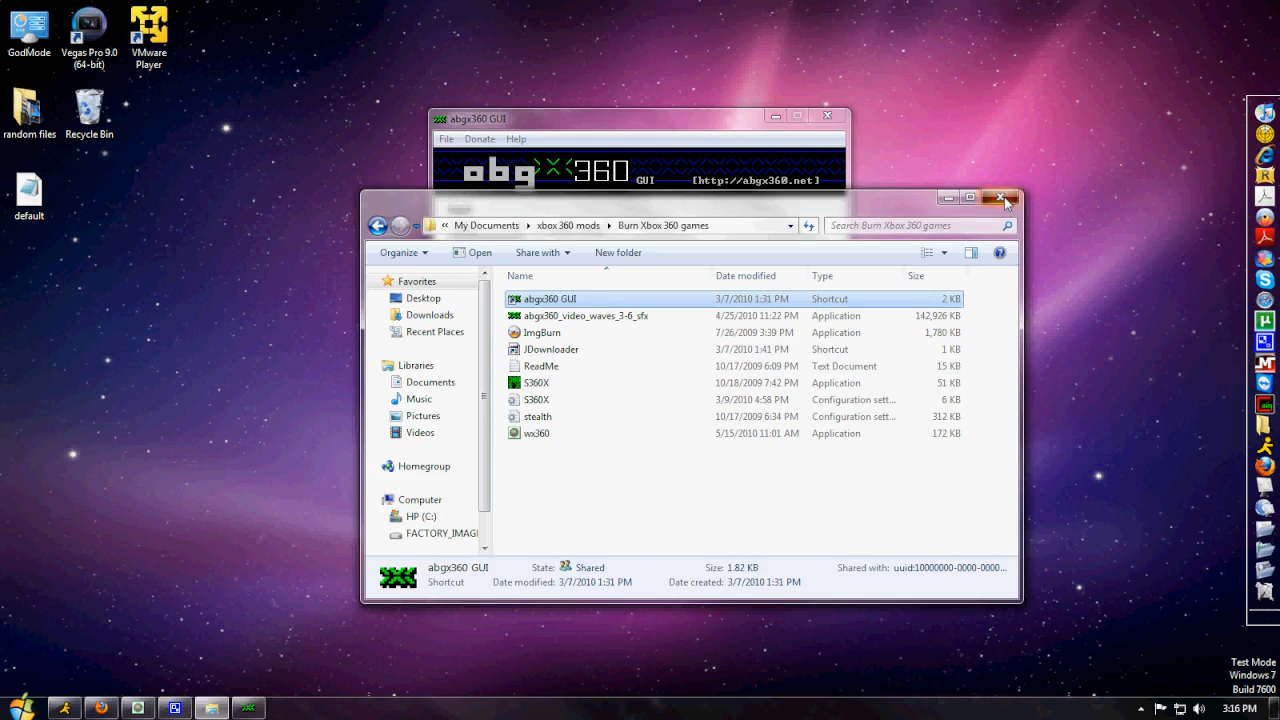 GodMode
Vegas Pro 9.0
(64-bit)
VMware
Player
random files
Recycle Bin
default
abgx360 GUI
File Donate Help
abgx360 GUI [http://abgx360.net]
« My Documents xbox 360 mods Burn Xbox 360 games
Search Burn Xbox 360 games
Organize Open Share with New folder
Name Date modified Type Size
Favorites
Desktop
Downloads
Recent Places
Libraries
Documents
Music
Pictures
Videos
Homegroup
Computer
HP (C:)
FACTORY_IMAG
abgx360 GUI 3/7/2010 1:31 PM Shortcut 2 KB
abgx360_video_waves_3-6_sfx 4/25/2010 11:22 PM Application 142,926 KB
ImgBurn 7/26/2009 3:39 PM Application 1,780 KB
JDownloader 3/7/2010 1:41 PM Shortcut 1 KB
ReadMe 10/17/2009 6:09 PM Text Document 15 KB
S360X 10/18/2009 7:42 PM Application 51 KB
S360X 3/9/2010 4:58 PM Configuration sett... 6 KB
stealth 10/17/2009 6:34 PM Configuration sett... 312 KB
wx360 5/15/2010 11:01 AM Application 172 KB
abgx360 GUI State: Shared Size: 1.82 KB Shared with: uuid:10000000-0000-0000...
Shortcut Date modified: 3/7/2010 1:31 PM Date created: 3/7/2010 1:31 PM
Test Mode
Windows 7
Build 7600
3:16 PM